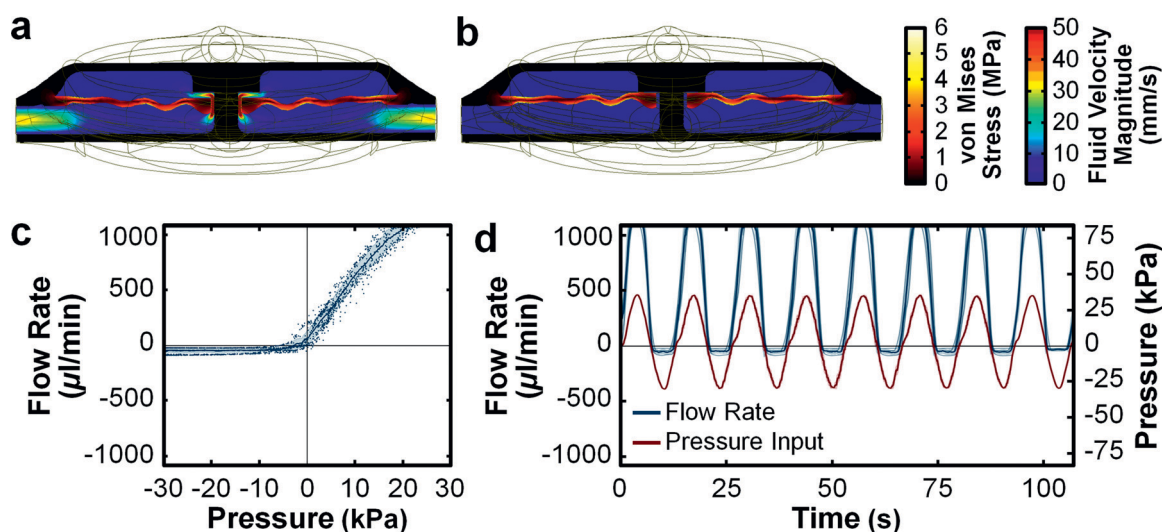 a
b
6
5
4
3
2
1
0
von Mises
Stress (MPa)
50
40
30
20
10
0
Fluid Velocity
Magnitude
(mm/s)
c
1000
500
0
-500
-1000
Flow Rate
(µl/min)
-30 -20 -10 0 10 20 30
Pressure (kPa)
d
1000
500
0
-500
-1000
Flow Rate
(µl/min)
Flow Rate
Pressure Input
75
50
25
0
-25
-50
-75
Pressure (kPa)
0 25 50 75 100
Time (s)